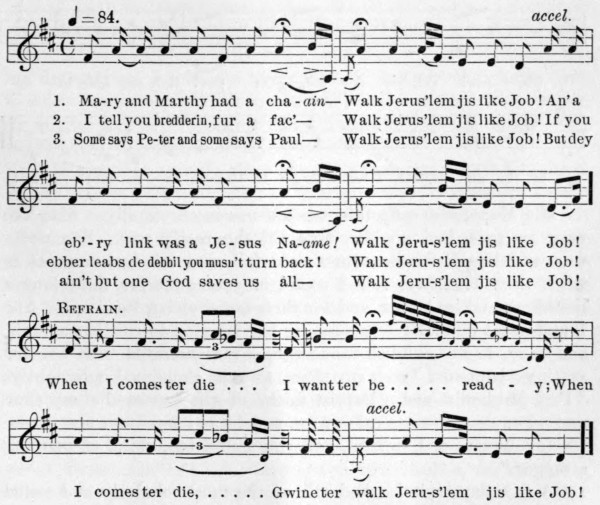 ♩ = 84.
accel.
1. Ma-ry and Marthy had a cha-ain— Walk Jerus'lem jis like Job! An'a
2. I tell you bredderin, fur a fac'— Walk Jerus'lem jis like Job! If you
3. Some says Pe-ter and some says Paul— Walk Jerus'lem jis like Job! But dey
eb'-ry link was a Je-sus Na-ame! Walk Jeru-s'lem jis like Job!
ebber leabs de debbil you musn't turn back! Walk Jeru-s'lem jis like Job!
ain't but one God saves us all— Walk Jeru-s'lem jis like Job!
REFRAIN.
3
When I comes ter die I want ter be . . . . . read - y; When
accel.
3
I comes ter die, . . . . . Gwine ter walk Jeru-s'lem jis like Job!